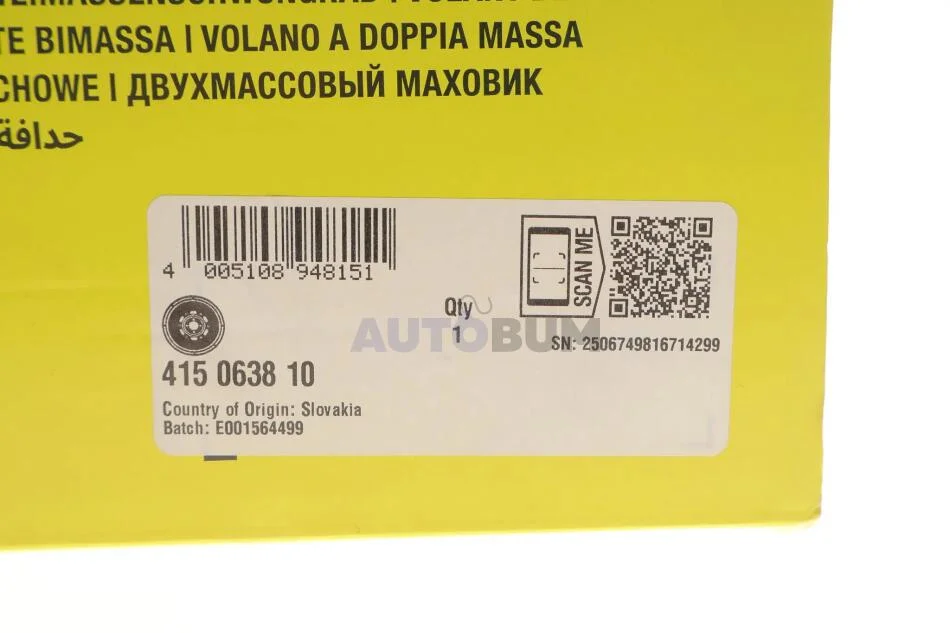 TE BIMASSA I VOLANO A DOPPIA MASSA
CHOWE I ДВУХМАССОВЫЙ МАХОВИК
حدافة
4 005108 948151
SCAN ME
Qty
1
AUTOBUM
SN: 2506749816714299
415 0638 10
Country of Origin: Slovakia
Batch: E001564499